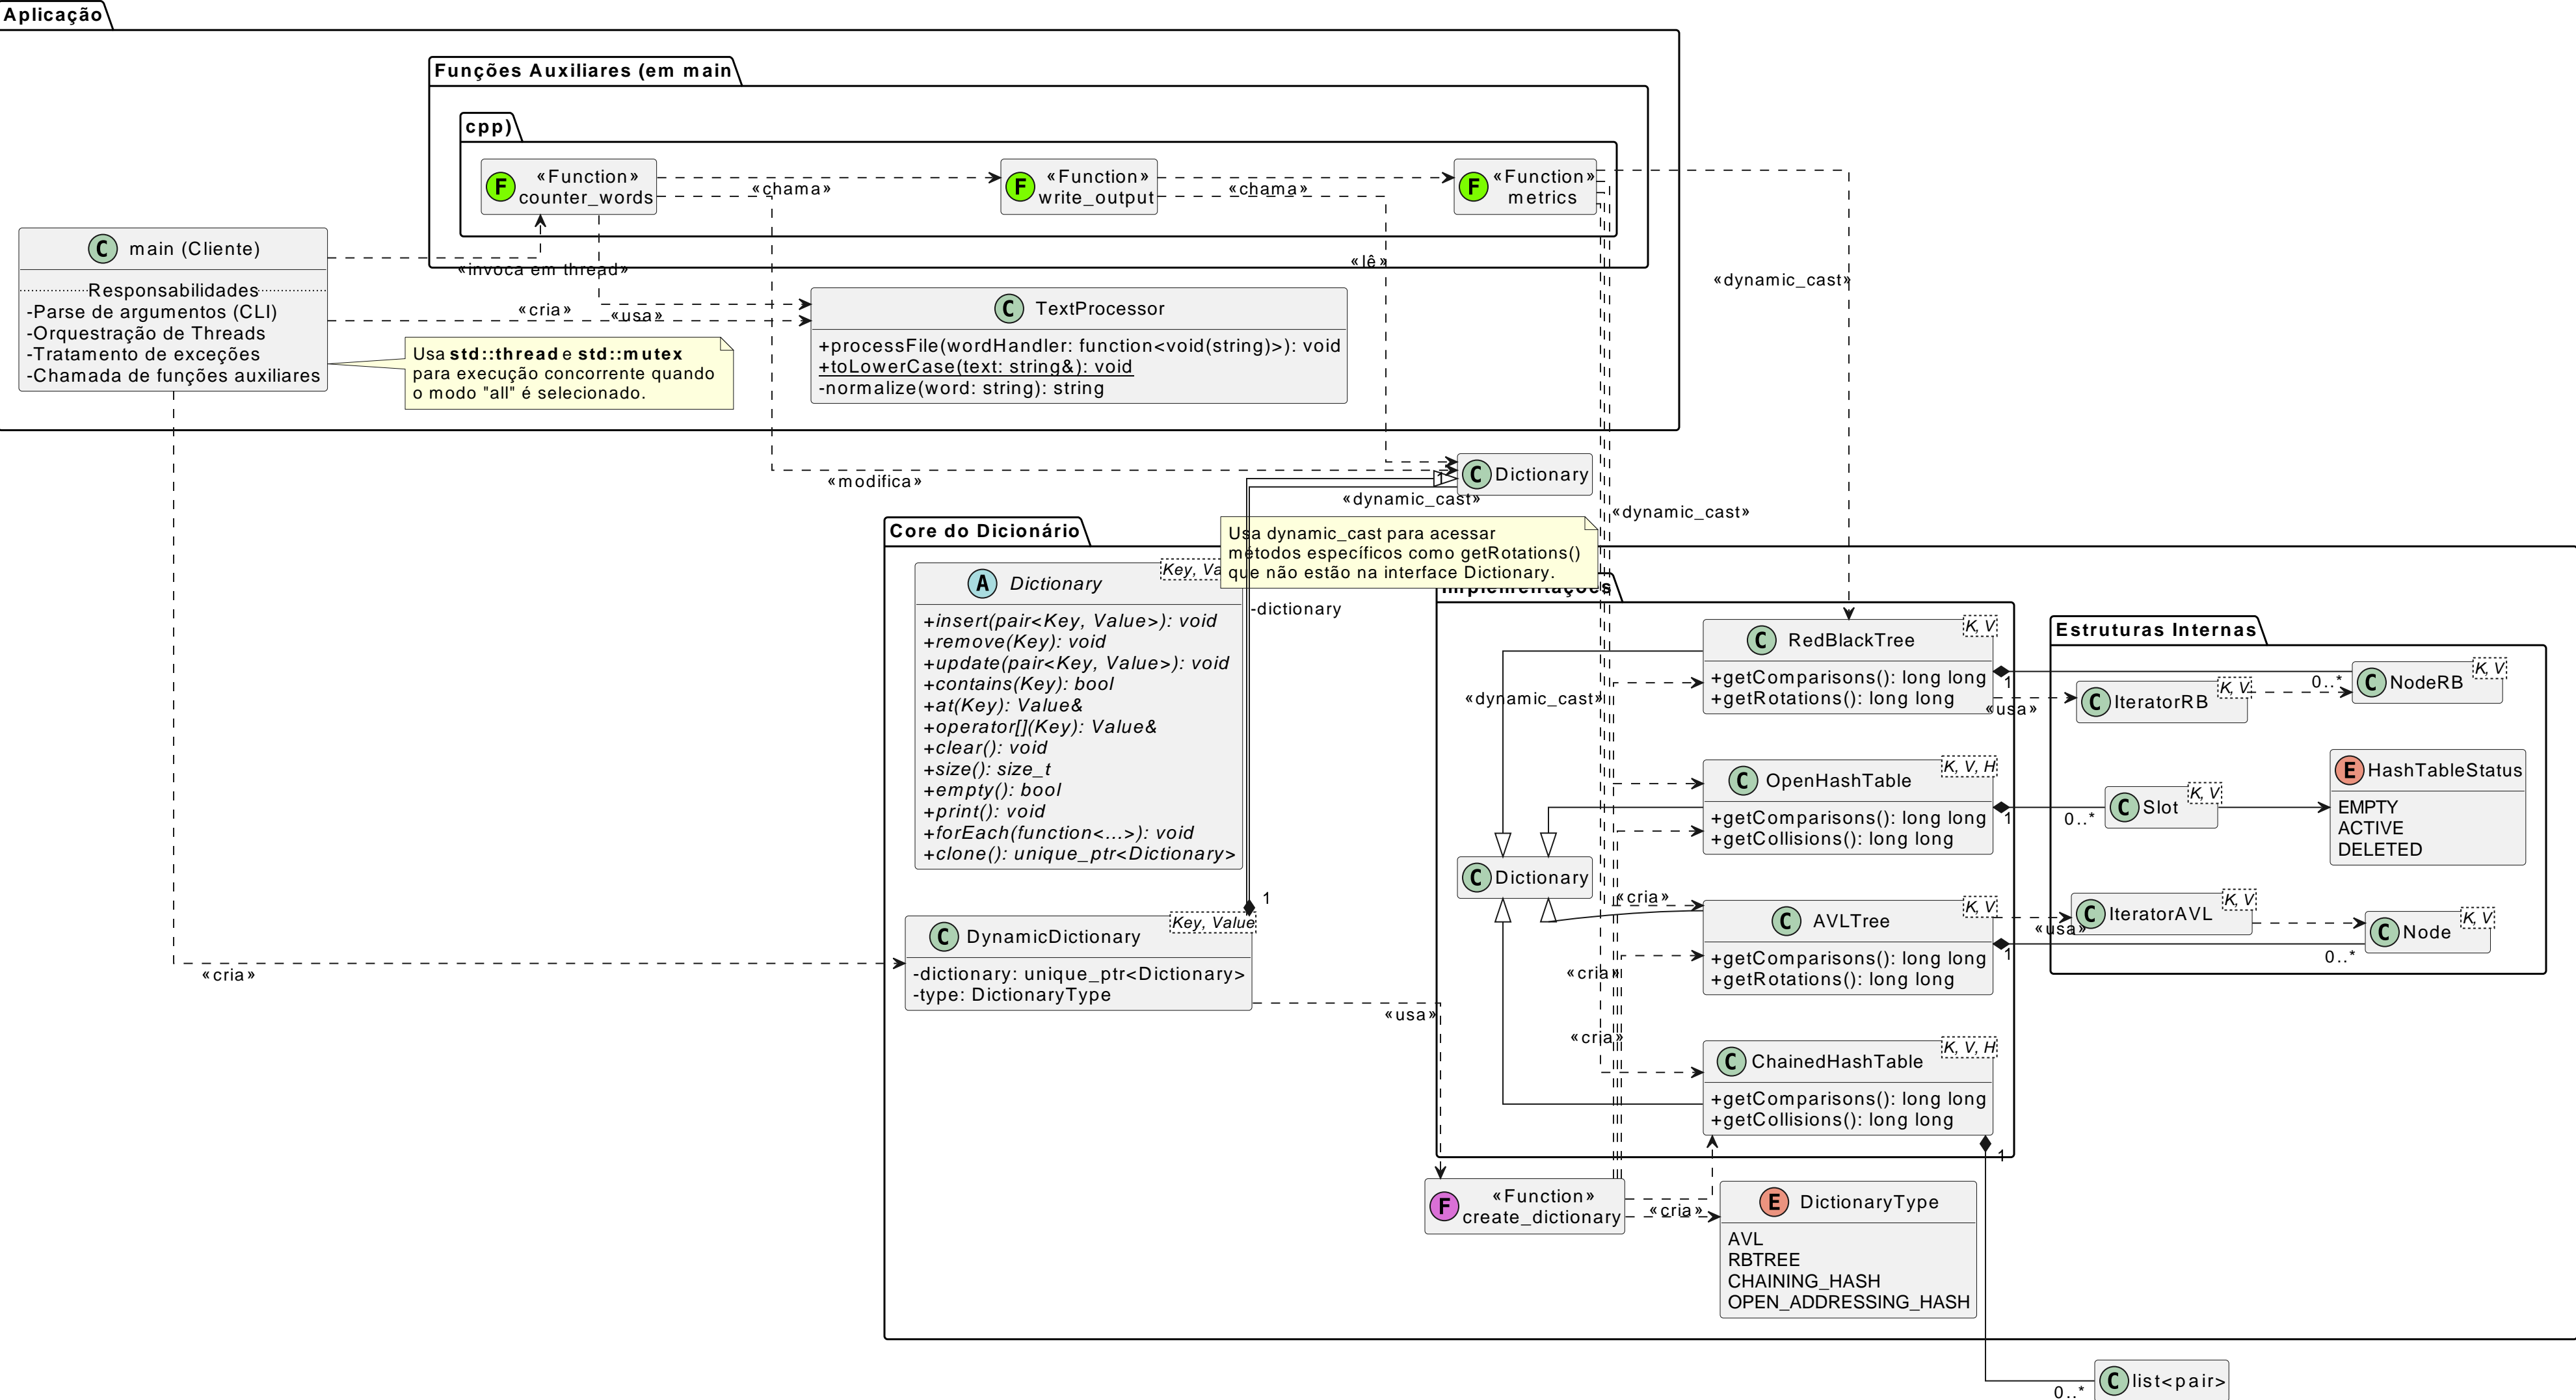 Aplicação
Funções Auxiliares (em main
cpp)
F
«Function»
counter_words
«chama»
F
«Function»
write_output
«chama»
F
«Function»
metrics
C
main (Cliente)
Responsabilidades
-Parse de argumentos (CLI)
-Orquestração de Threads
-Tratamento de exceções
-Chamada de funções auxiliares
«invoca em thread»
«lê»
«dynamic_cast»
«cria»
«usa»
C
TextProcessor
+processFile(wordHandler: function<void(string)>): void
+toLowerCase(text: string&): void
-normalize(word: string): string
Usa std::thread e std::mutex
para execução concorrente quando
o modo "all" é selecionado.
«modifica»
C
Dictionary
1
«dynamic_cast»
«dynamic_cast»
Core do Dicionário
Usa dynamic_cast para acessar
métodos específicos como getRotations()
que não estão na interface Dictionary.
A
Dictionary
Key, Va
+insert(pair<Key, Value>): void
+remove(Key): void
+update(pair<Key, Value>): void
+contains(Key): bool
+at(Key): Value&
+operator[](Key): Value&
+clear(): void
+size(): size_t
+empty(): bool
+print(): void
+forEach(function<...>): void
+clone(): unique_ptr<Dictionary>
-dictionary
1
C
DynamicDictionary
Key, Value
-dictionary: unique_ptr<Dictionary>
-type: DictionaryType
«cria»
«usa»
Implementações
C
RedBlackTree
K, V
+getComparisons(): long long
+getRotations(): long long
«dynamic_cast»
C
OpenHashTable
K, V, H
+getComparisons(): long long
+getCollisions(): long long
C
Dictionary
«cria»
C
AVLTree
K, V
+getComparisons(): long long
+getRotations(): long long
«cria»
«cria»
C
ChainedHashTable
K, V, H
+getComparisons(): long long
+getCollisions(): long long
1
Estruturas Internas
1
0..*
C
NodeRB
K, V
«usa»
C
IteratorRB
K, V
1
0..*
C
Slot
K, V
E
HashTableStatus
EMPTY
ACTIVE
DELETED
«usa»
C
IteratorAVL
K, V
1
0..*
C
Node
K, V
F
«Function»
create_dictionary
«cria»
E
DictionaryType
AVL
RBTREE
CHAINING_HASH
OPEN_ADDRESSING_HASH
0..*
C
list<pair>